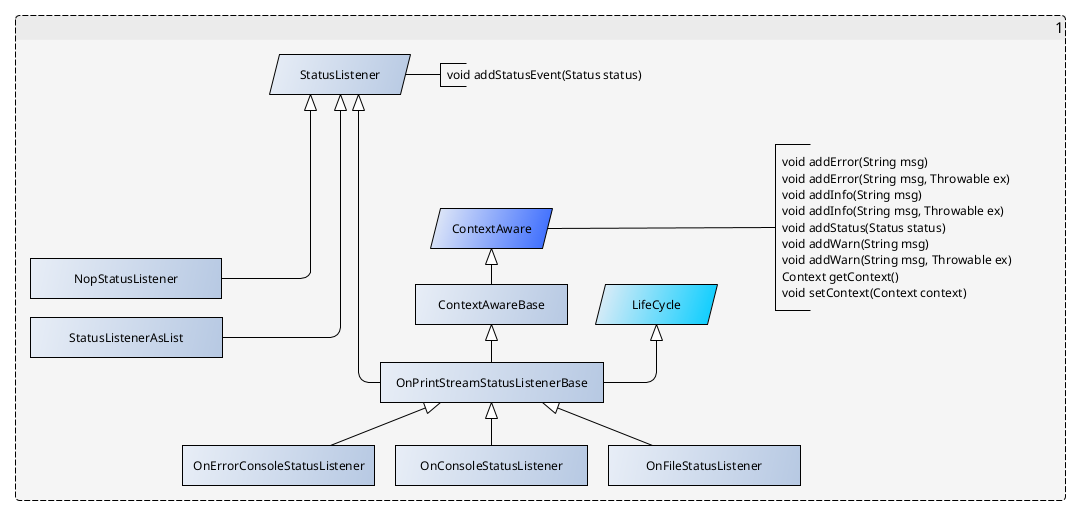 1
StatusListener
void addStatusEvent(Status status)
void addError(String msg)
void addError(String msg, Throwable ex)
void addInfo(String msg)
void addInfo(String msg, Throwable ex)
void addStatus(Status status)
void addWarn(String msg)
void addWarn(String msg, Throwable ex)
Context getContext()
void setContext(Context context)
ContextAware
NopStatusListener
ContextAwareBase
LifeCycle
StatusListenerAsList
OnPrintStreamStatusListenerBase
OnErrorConsoleStatusListener
OnConsoleStatusListener
OnFileStatusListener